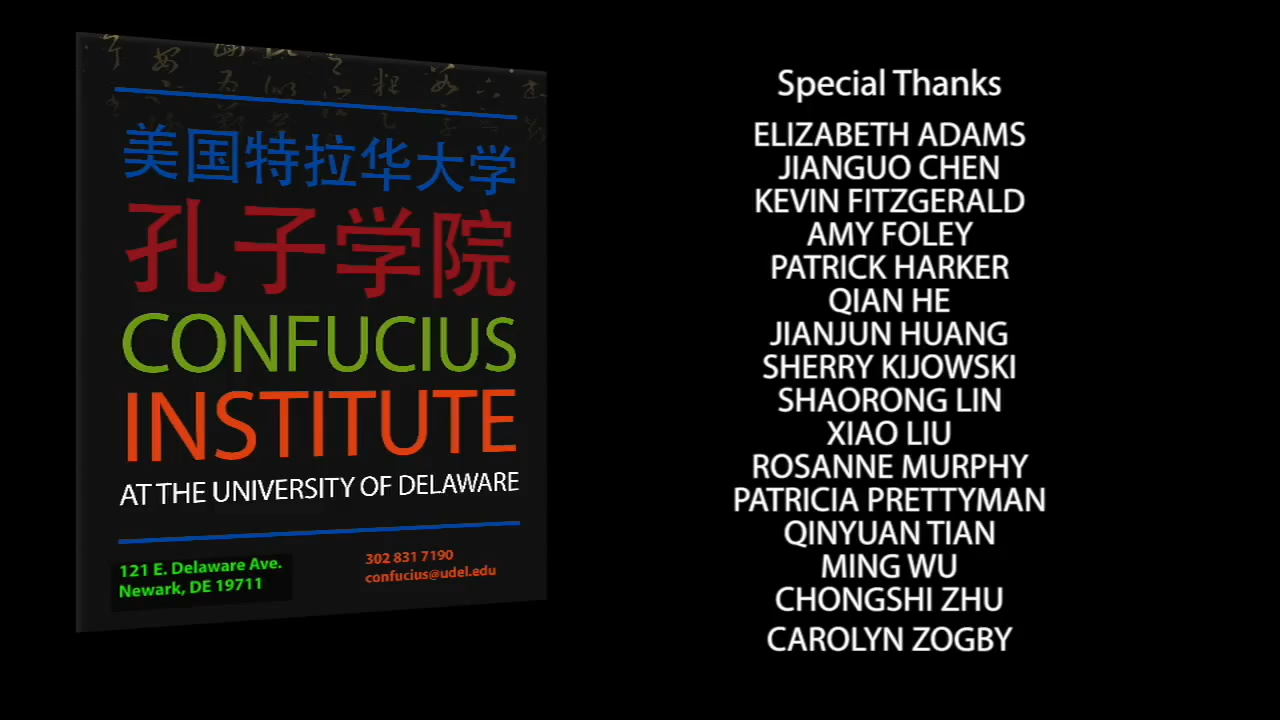 美国特拉华大学
孔子学院
CONFUCIUS
INSTITUTE
AT THE UNIVERSITY OF DELAWARE
121 E. Delaware Ave.
Newark, DE 19711
302 831 7190
confucius@udel.edu
Special Thanks
ELIZABETH ADAMS
JIANGUO CHEN
KEVIN FITZGERALD
AMY FOLEY
PATRICK HARKER
QIAN HE
JIANJUN HUANG
SHERRY KIJOWSKI
SHAORONG LIN
XIAO LIU
ROSANNE MURPHY
PATRICIA PRETTYMAN
QINYUAN TIAN
MING WU
CHONGSHI ZHU
CAROLYN ZOGBY